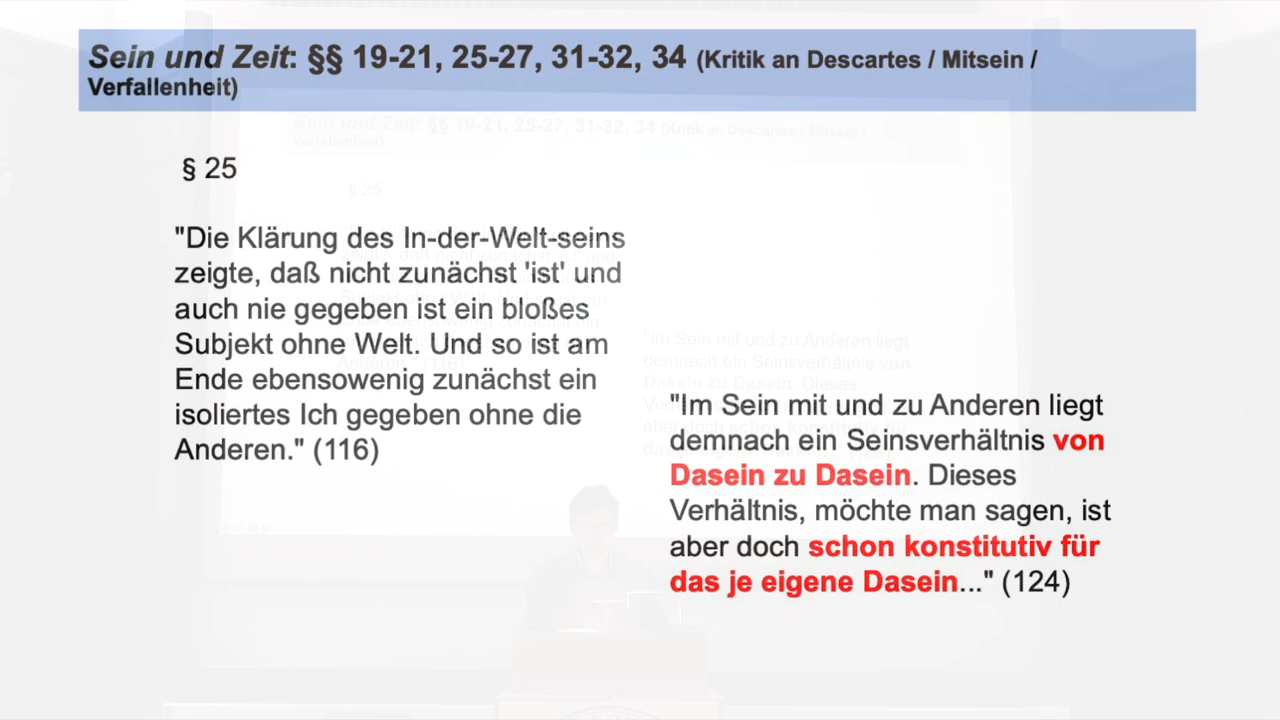 Sein und Zeit: §§ 19-21, 25-27, 31-32, 34 (Kritik an Descartes / Mitsein /
Verfallenheit)
§ 25
"Die Klärung des In-der-Welt-seins
zeigte, daß nicht zunächst 'ist' und
auch nie gegeben ist ein bloßes
Subjekt ohne Welt. Und so ist am
Ende ebensowenig zunächst ein
isoliertes Ich gegeben ohne die
Anderen." (116)
"Im Sein mit und zu Anderen liegt
demnach ein Seinsverhältnis von
Dasein zu Dasein. Dieses
Verhältnis, möchte man sagen, ist
aber doch schon konstitutiv für
das je eigene Dasein..." (124)